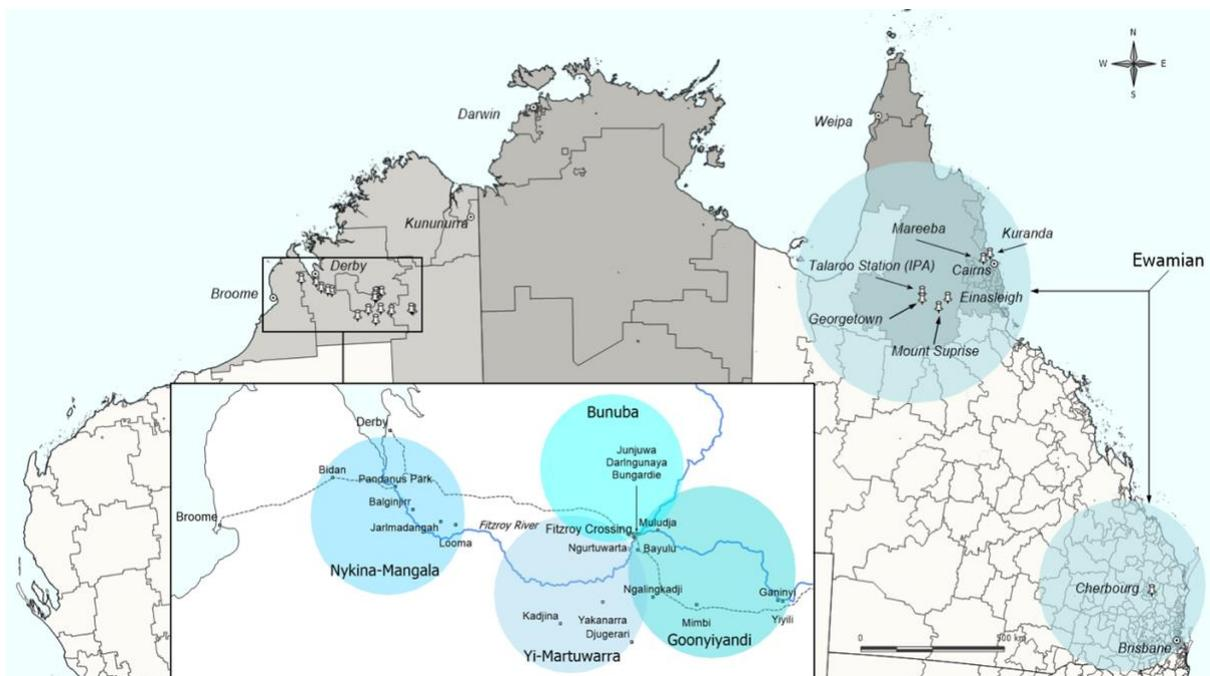 N
W E
S
Darwin
Weipa
Kununurra
Mareeba
Kuranda
Talaroo Station (IPA)
Cairns
Ewamian
Derby
Broome
Einasleigh
Georgetown
Mount Suprise
Bunuba
Derby
Junjuwa
Darlngunaya
Bungardie
Bidan
Pandanus Park
Balginjirr
Broome
Jarlmadangah
Looma
Fitzroy River
Fitzroy Crossing
Muludja
Ngurtuwarta
Bayulu
Nykina-Mangala
Ngalingkadji
Ganinyi
Kadjina
Yakanarra
Djugerari
Mimbi
Yiyili
Goonyiyandi
Yi-Martuwarra
Cherbourg
0 500 km
Brisbane